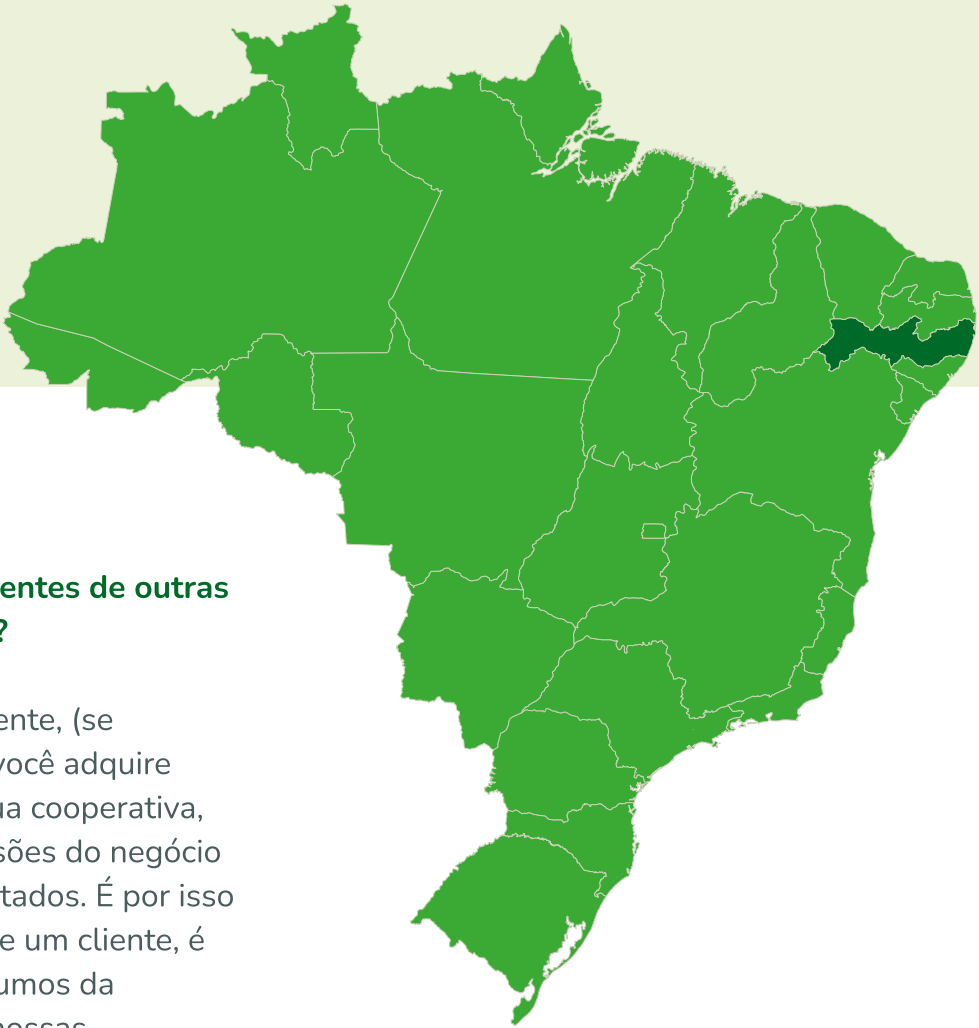 entes de outras
?
ente, (se
você adquire
ua cooperativa,
sões do negócio
tados. É por isso
e um cliente, é
umos da